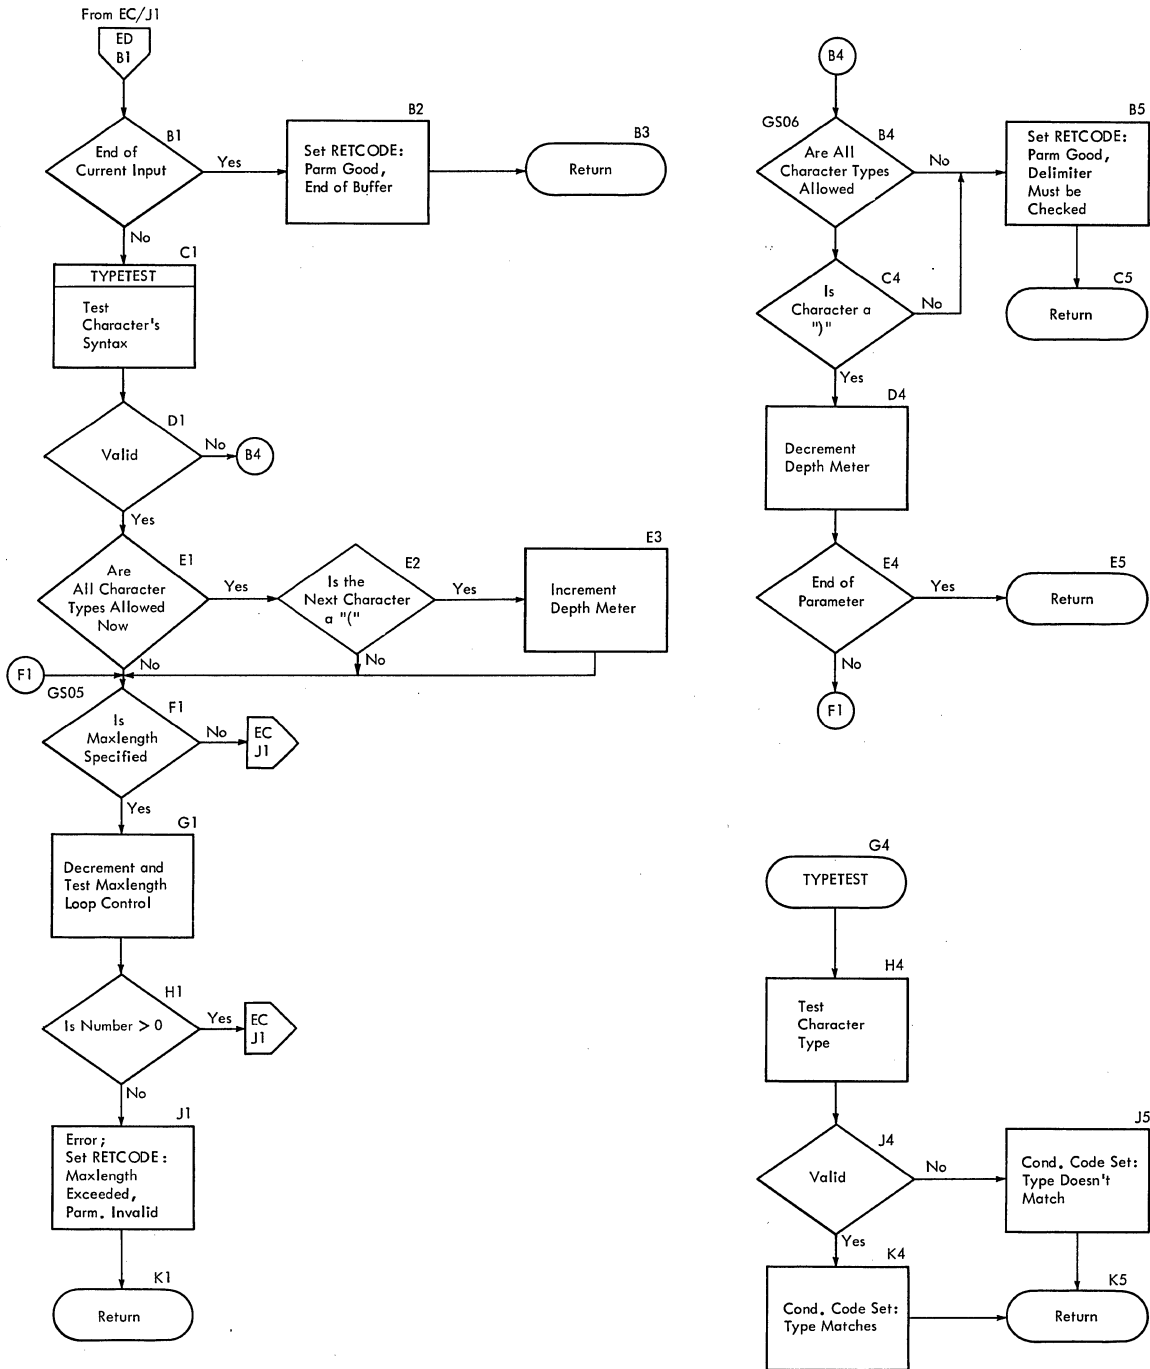 From EC/J1
ED
B1
B1
End of
Current Input
Yes
No
B2
Set RETCODE:
Parm Good,
End of Buffer
B3
Return
C1
TYPETEST
Test
Character's
Syntax
D1
Valid
No
B4
Yes
E1
Are
All Character
Types Allowed
Now
Yes
No
E2
Is the
Next Character
a "("
Yes
No
E3
Increment
Depth Meter
F1
GS05
F1
Is
Maxlength
Specified
No
EC
J1
Yes
G1
Decrement and
Test Maxlength
Loop Control
H1
Is Number > 0
Yes
EC
J1
No
J1
Error;
Set RETCODE:
Maxlength
Exceeded,
Parm. Invalid
K1
Return
B4
GS06
B4
Are All
Character Types
Allowed
No
B5
Set RETCODE:
Parm Good,
Delimiter
Must be
Checked
C4
Is
Character a
")"
No
Yes
C5
Return
D4
Decrement
Depth Meter
E4
End of
Parameter
Yes
No
E5
Return
F1
G4
TYPETEST
H4
Test
Character
Type
J4
Valid
No
Yes
J5
Cond. Code Set:
Type Doesn't
Match
K4
Cond. Code Set:
Type Matches
K5
Return